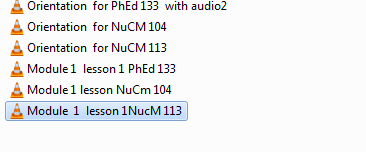 Orientation for PhEd 133 with audio2
Orientation for NuCM 104
Orientation for NuCM 113
Module 1 lesson 1 PhEd 133
Module 1 lesson NuCm 104
Module 1 lesson 1NucM 113